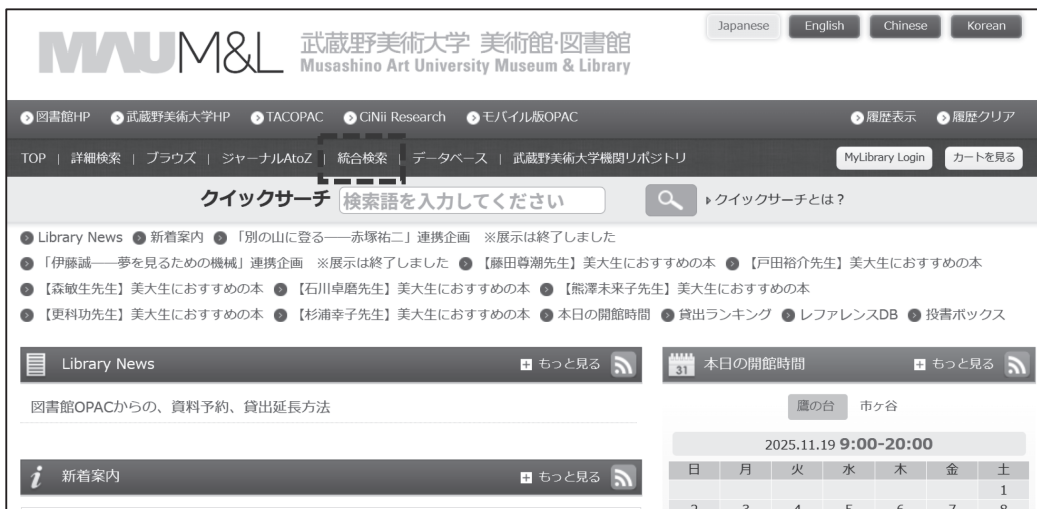 Japanese English Chinese Korean
MAU M&L 武蔵野美術大学 美術館・図書館
Musashino Art University Museum & Library
図書館HP 武蔵野美術大学HP TACOPAC CiNii Research モバイル版OPAC 履歴表示 履歴クリア
TOP | 詳細検索 | ブラウズ | ジャーナルAtoZ | 統合検索 | データベース | 武蔵野美術大学機関リポジトリ MyLibrary Login カートを見る
クイックサーチ 検索語を入力してください クイックサーチとは？
Library News 新着案内 「別の山に登る——赤塚祐二」連携企画 ※展示は終了しました
「伊藤誠——夢を見るための機械」連携企画 ※展示は終了しました 【藤田尊潮先生】美大生におすすめの本 【戸田裕介先生】美大生におすすめの本
【森敏生先生】美大生におすすめの本 【石川卓磨先生】美大生におすすめの本 【熊澤未来子先生】美大生におすすめの本
【更科功先生】美大生におすすめの本 【杉浦幸子先生】美大生におすすめの本 本日の開館時間 貸出ランキング レファレンスDB 投書ボックス
Library News もっと見る
31 本日の開館時間 もっと見る
図書館OPACからの、資料予約、貸出延長方法
鷹の台 市ヶ谷
2025.11.19 9:00-20:00
新着案内 もっと見る
日 月 火 水 木 金 土
1
2 3 4 5 6 7 8